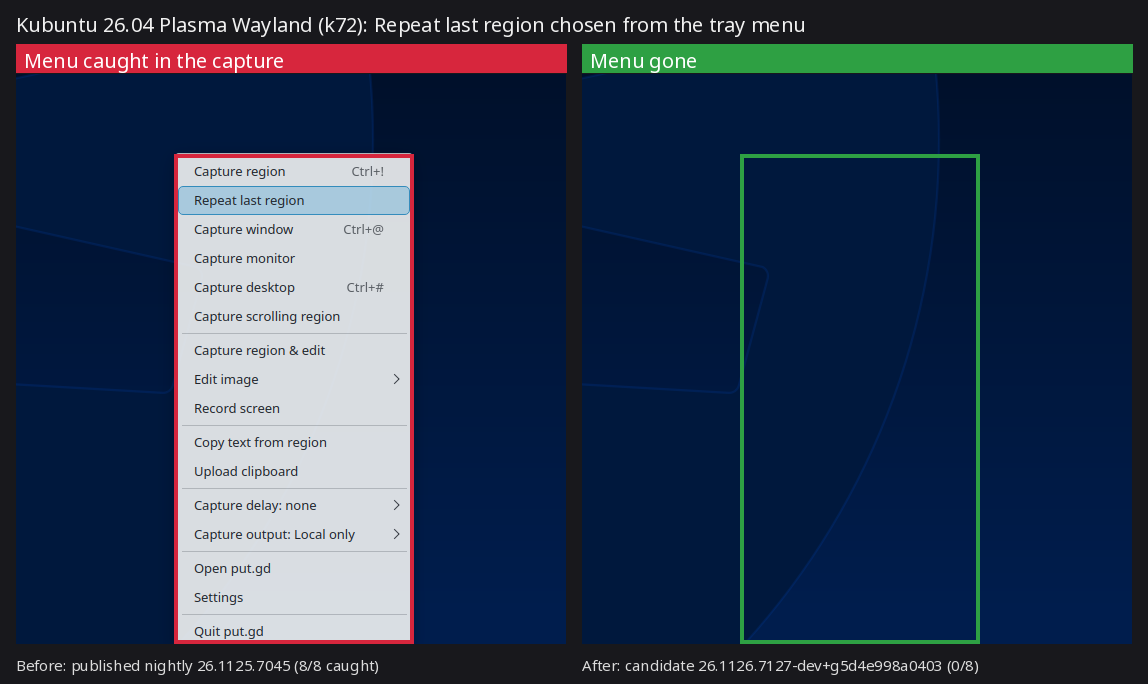 Kubuntu 26.04 Plasma Wayland (k72): Repeat last region chosen from the tray menu
Menu caught in the capture
Capture region Ctrl+!
Repeat last region
Capture window Ctrl+@
Capture monitor
Capture desktop Ctrl+#
Capture scrolling region
Capture region & edit
Edit image
Record screen
Copy text from region
Upload clipboard
Capture delay: none
Capture output: Local only
Open put.gd
Settings
Quit put.gd
Before: published nightly 26.1125.7045 (8/8 caught)
Menu gone
After: candidate 26.1126.7127-dev+g5d4e998a0403 (0/8)